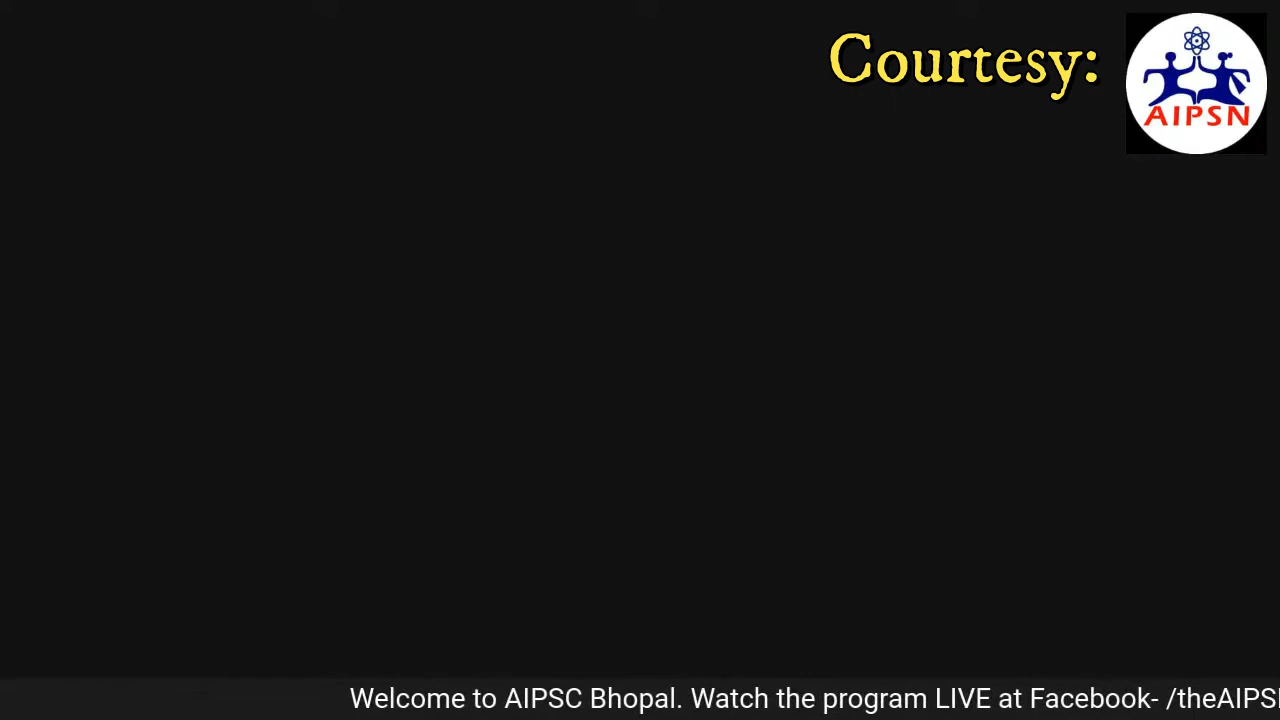 Courtesy:
AIPSN
Welcome to AIPSC Bhopal. Watch the program LIVE at Facebook- /theAIPS